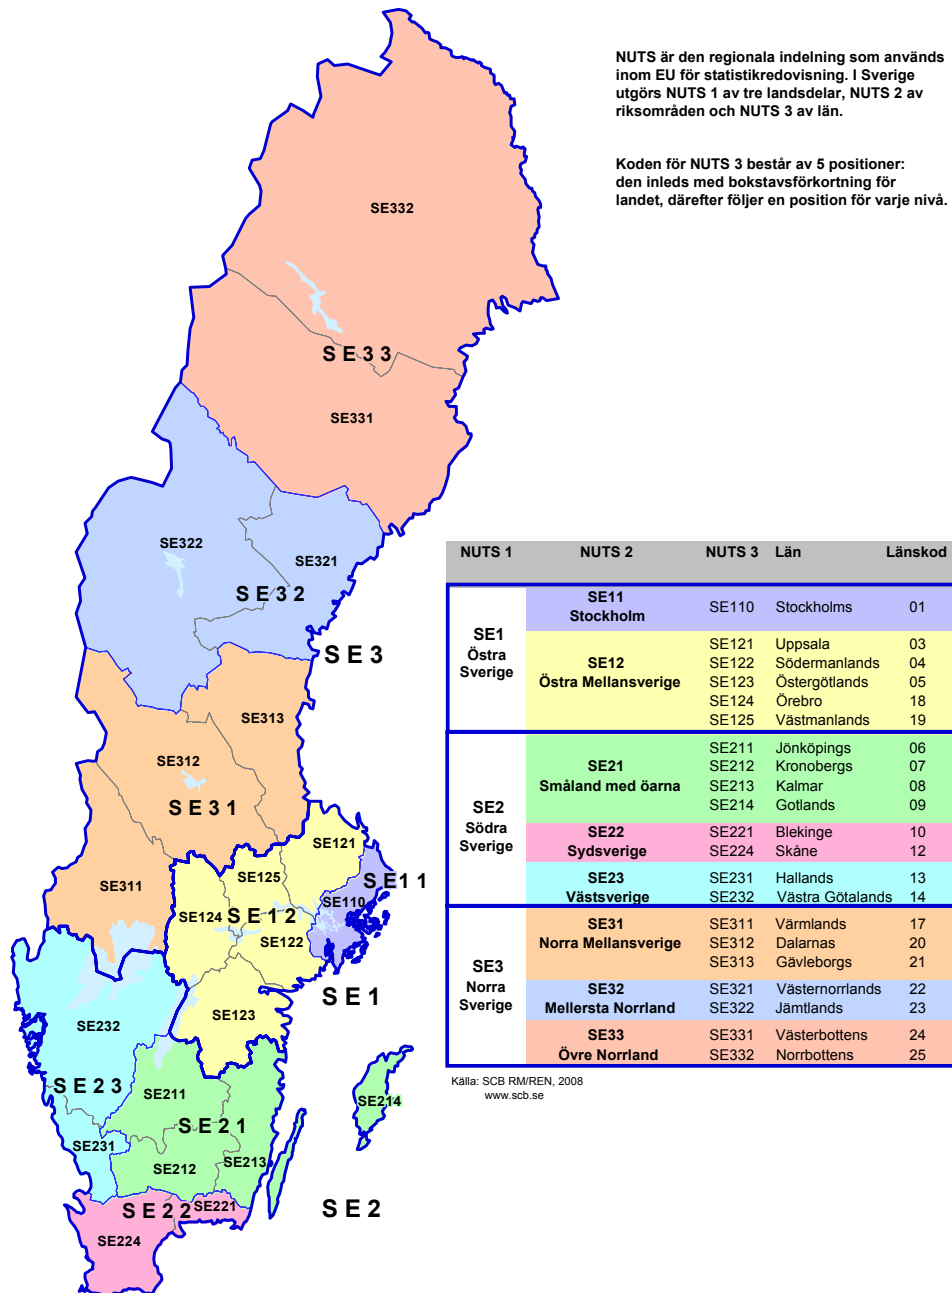 NUTS är den regionala indelning som används
inom EU för statistikredovisning. I Sverige
utgörs NUTS 1 av tre landsdelar, NUTS 2 av
riksområden och NUTS 3 av län.
Koden för NUTS 3 består av 5 positioner:
den inleds med bokstavsförkortning för
landet, därefter följer en position för varje nivå.
SE332
SE33
SE331
SE322
SE321
SE32
SE3
SE313
SE312
SE31
SE311
SE121
SE125
SE11
SE110
SE124
SE12
SE122
SE1
SE123
SE232
SE23
SE211
SE214
SE21
SE231
SE212
SE213
SE22
SE221
SE2
SE224
NUTS 1 NUTS 2 NUTS 3 Län Länskod
SE1
Östra
Sverige
SE11
Stockholm
SE110 Stockholms 01
SE12
Östra Mellansverige
SE121 Uppsala 03
SE122 Södermanlands 04
SE123 Östergötlands 05
SE124 Örebro 18
SE125 Västmanlands 19
SE2
Södra
Sverige
SE21
Småland med öarna
SE211 Jönköpings 06
SE212 Kronobergs 07
SE213 Kalmar 08
SE214 Gotlands 09
SE22
Sydsverige
SE221 Blekinge 10
SE224 Skåne 12
SE23
Västsverige
SE231 Hallands 13
SE232 Västra Götalands 14
SE3
Norra
Sverige
SE31
Norra Mellansverige
SE311 Värmlands 17
SE312 Dalarnas 20
SE313 Gävleborgs 21
SE32
Mellersta Norrland
SE321 Västernorrlands 22
SE322 Jämtlands 23
SE33
Övre Norrland
SE331 Västerbottens 24
SE332 Norrbottens 25
Källa: SCB RM/REN, 2008
www.scb.se